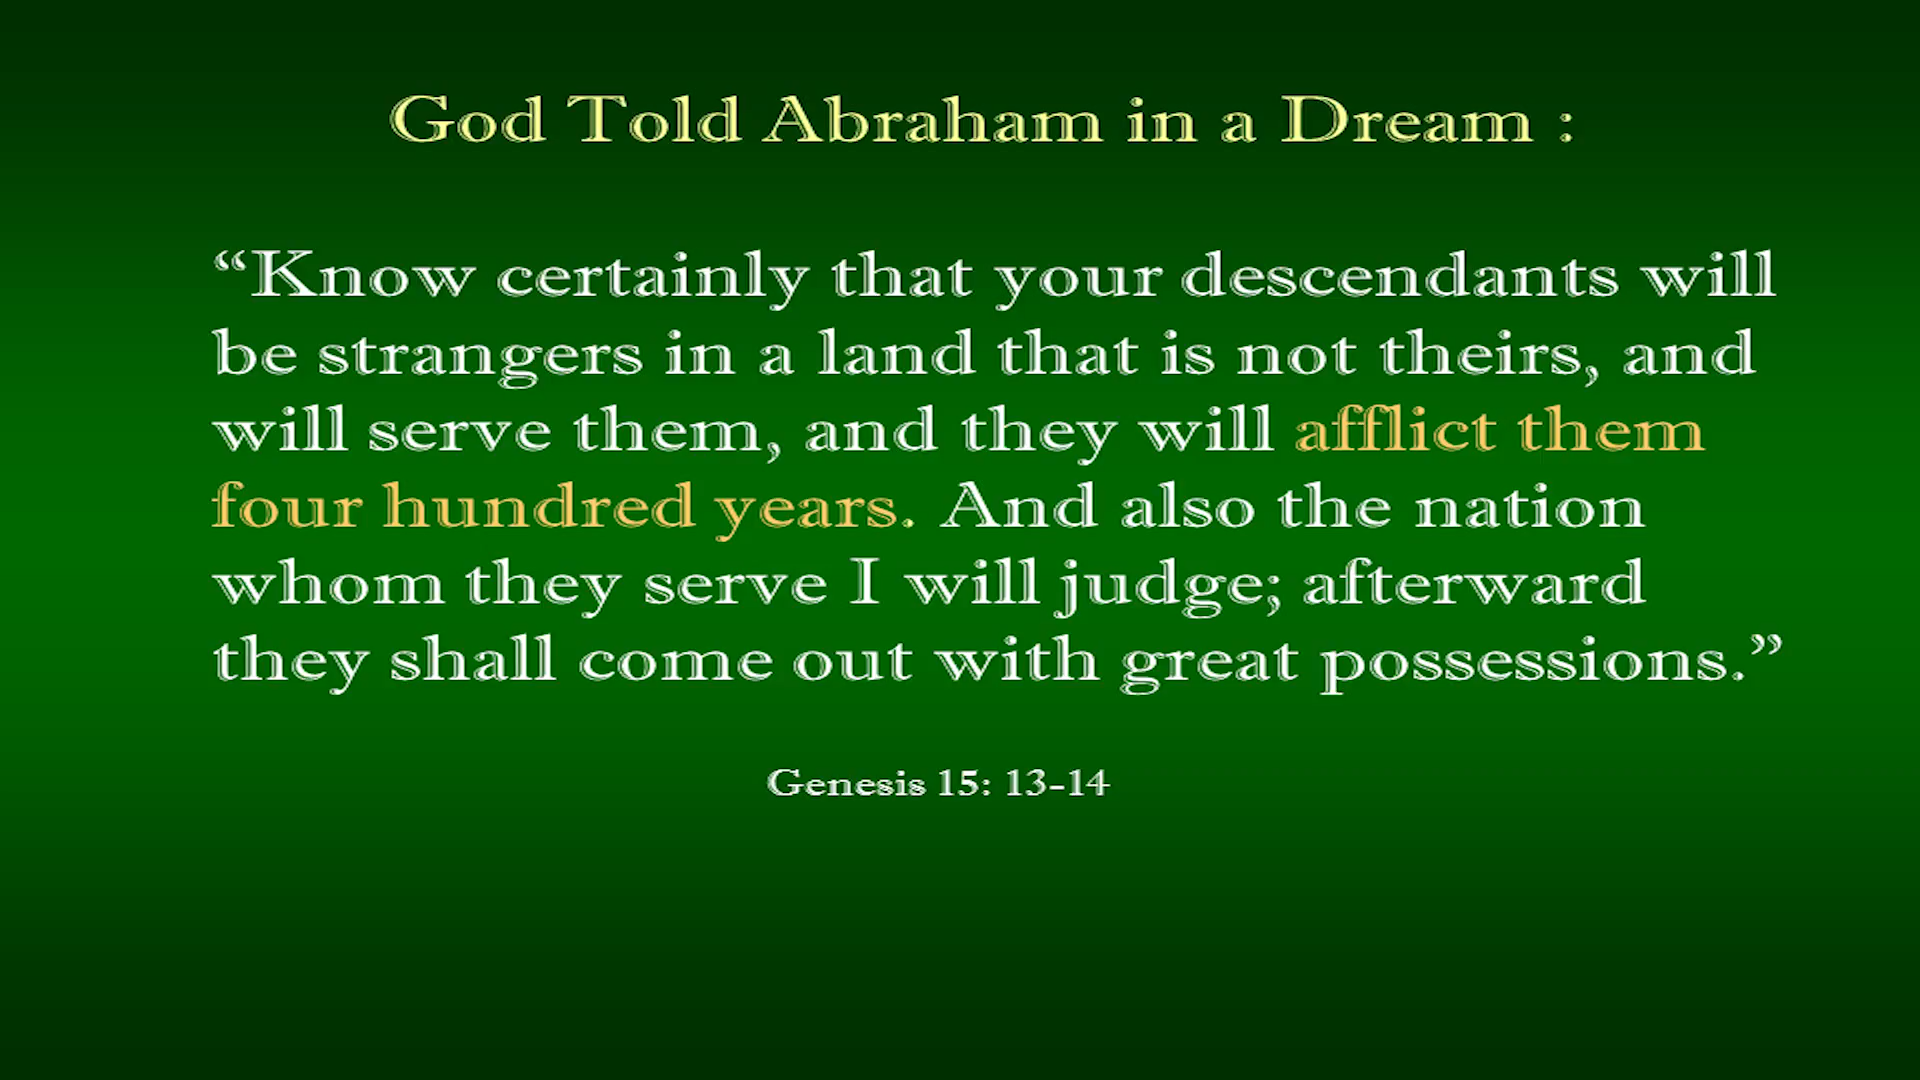 God Told Abraham in a Dream :
“Know certainly that your descendants will
be strangers in a land that is not theirs, and
will serve them, and they will afflict them
four hundred years. And also the nation
whom they serve I will judge; afterward
they shall come out with great possessions.”
Genesis 15: 13-14